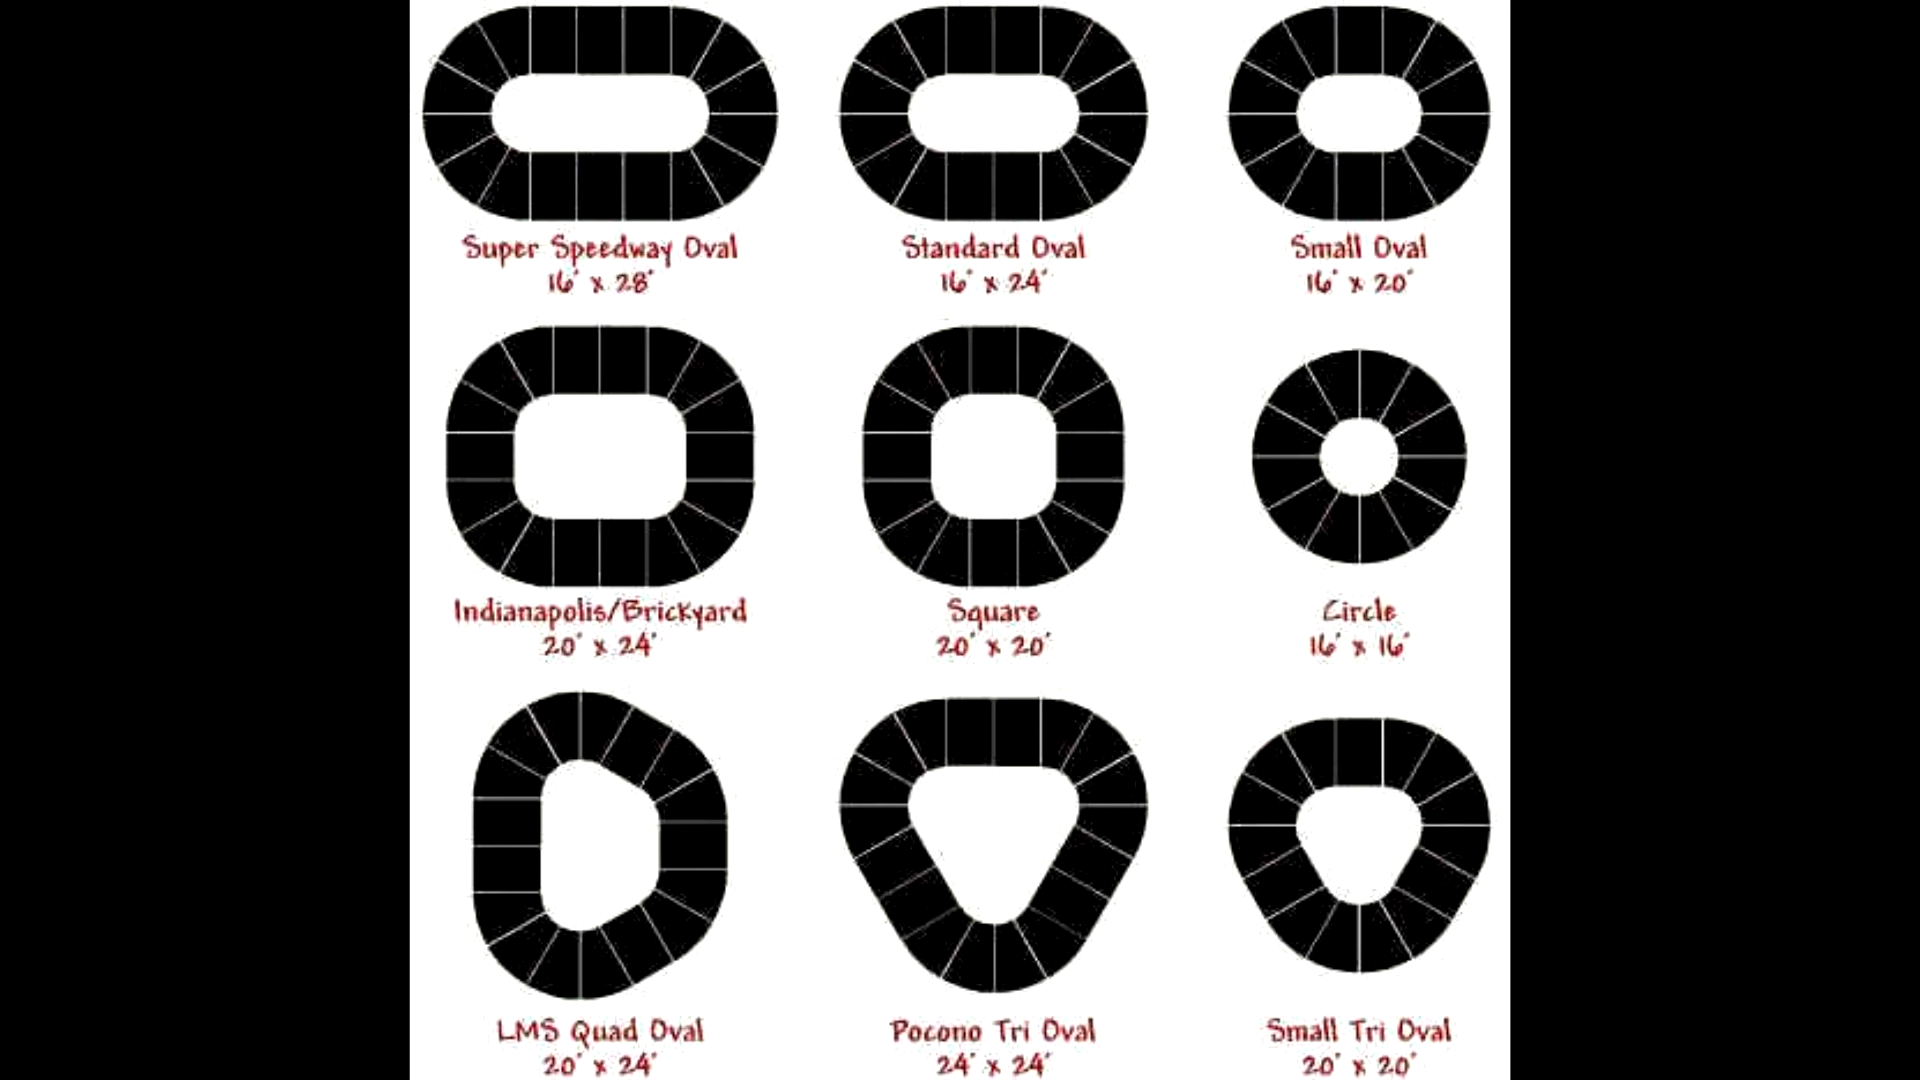 Super Speedway Oval
16' x 28'
Standard Oval
16' x 24'
Small Oval
16' x 20'
Indianapolis/Brickyard
20' x 24'
Square
20' x 20'
Circle
16' x 16'
LMS Quad Oval
20' x 24'
Pocono Tri Oval
24' x 24'
Small Tri Oval
20' x 20'